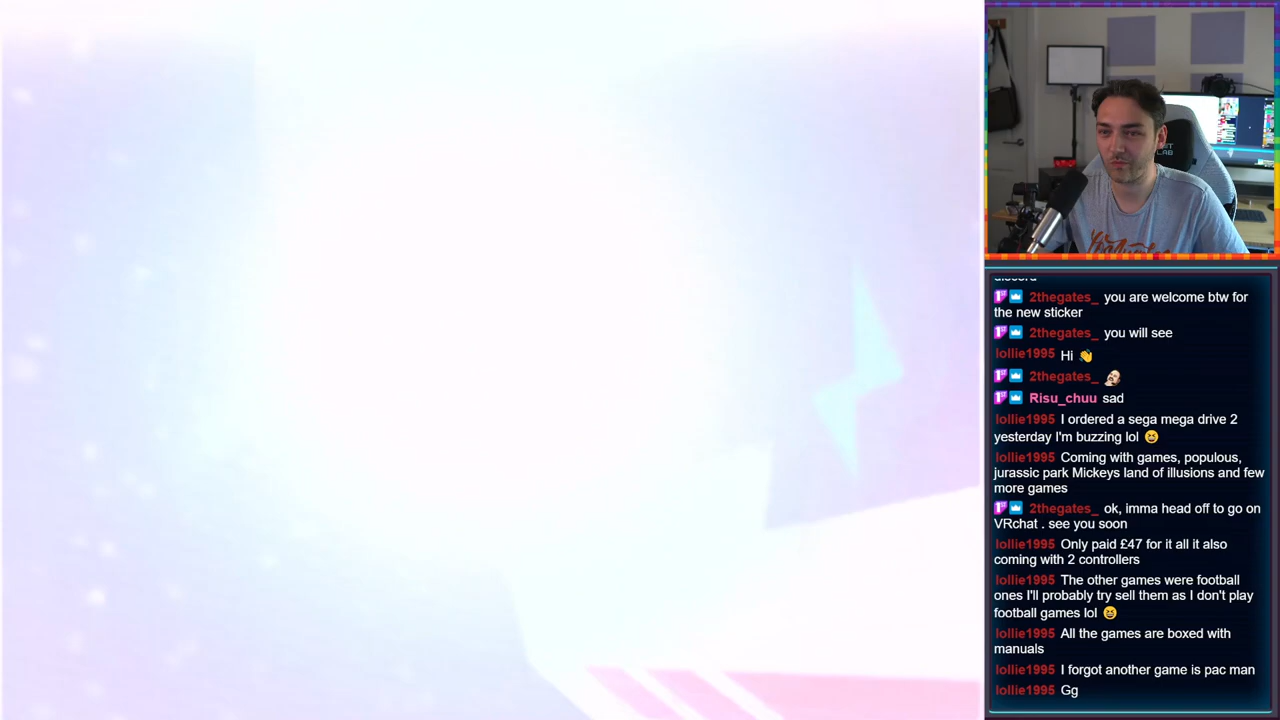 2thegates_ you are welcome btw for
the new sticker
2thegates_ you will see
lollie1995 Hi
2thegates_
Risu_chuu sad
lollie1995 I ordered a sega mega drive 2
yesterday I'm buzzing lol
lollie1995 Coming with games, populous,
jurassic park Mickeys land of illusions and few
more games
2thegates_ ok, imma head off to go on
VRchat . see you soon
lollie1995 Only paid £47 for it all it also
coming with 2 controllers
lollie1995 The other games were football
ones I'll probably try sell them as I don't play
football games lol
lollie1995 All the games are boxed with
manuals
lollie1995 I forgot another game is pac man
lollie1995 Gg